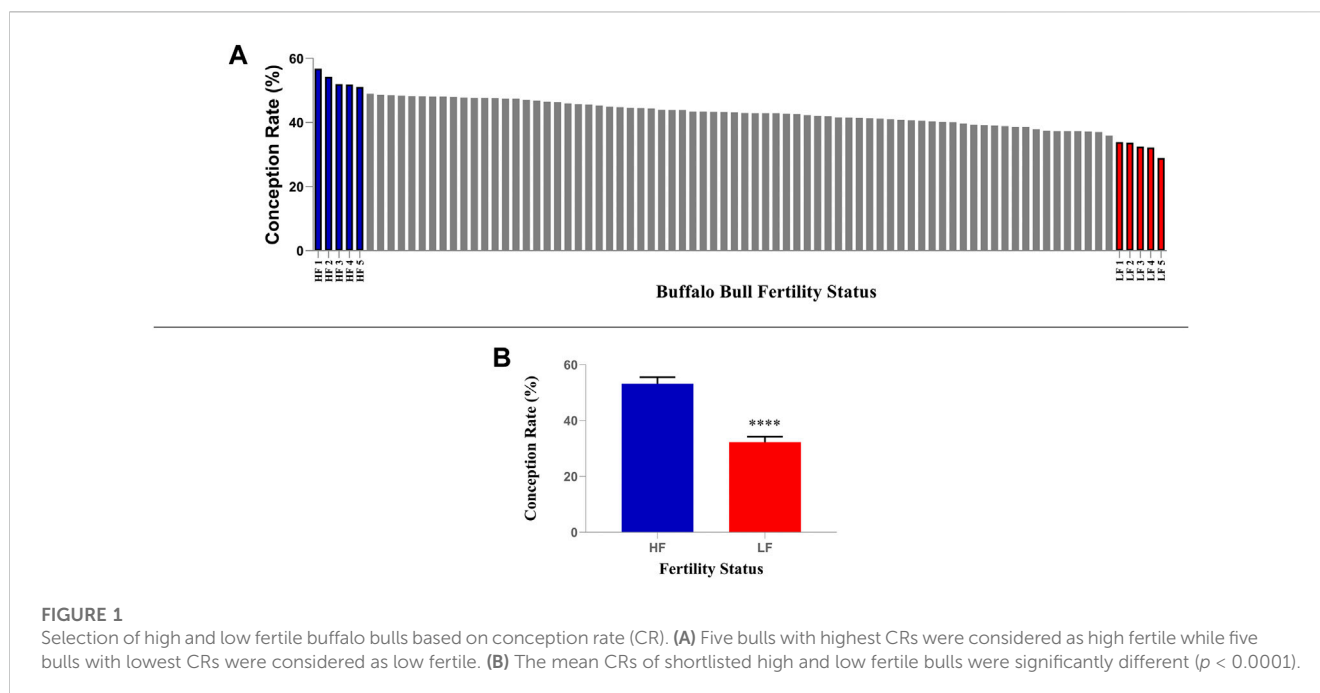 A
Conception Rate (%)
60
40
20
0
HF 1
HF 2
HF 3
HF 4
HF 5
LF 1
LF 2
LF 3
LF 4
LF 5
Buffalo Bull Fertility Status
B
Conception Rate (%)
60
40
20
0
****
HF
LF
Fertility Status
FIGURE 1
Selection of high and low fertile buffalo bulls based on conception rate (CR). (A) Five bulls with highest CRs were considered as high fertile while five
bulls with lowest CRs were considered as low fertile. (B) The mean CRs of shortlisted high and low fertile bulls were significantly different (p < 0.0001).